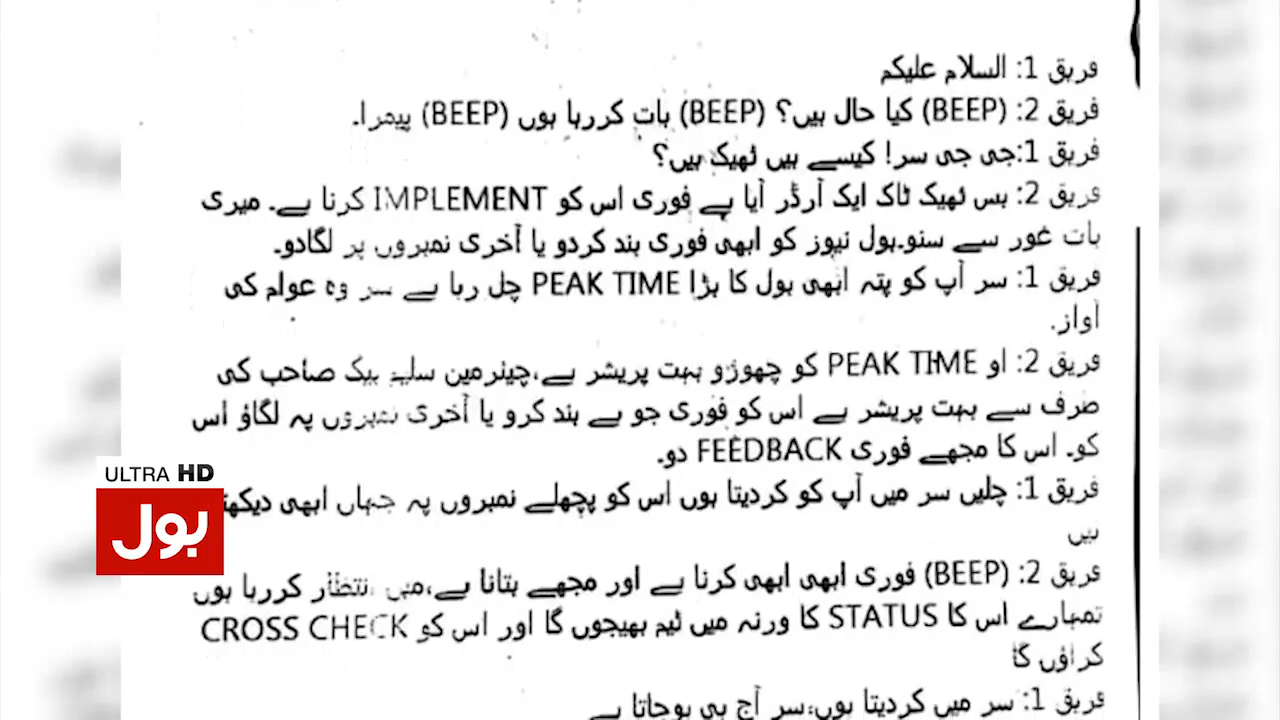 فریق 1: السلام علیکم
فریق 2: (BEEP) کیا حال ہیں؟ (BEEP) بات کررہا ہوں (BEEP) پیمرا۔
فریق 1:جی جی سر! کیسے ہیں ٹھیک ہیں؟
فریق 2: بس ٹھیک ٹاک ایک آرڈر آیا ہے فوری اس کو IMPLEMENT کرنا ہے۔ میری
بات غور سے سنو۔بول نیوز کو ابھی فوری بند کردو یا آخری نمبروں پر لگادو۔
فریق 1: سر آپ کو پتہ ابھی بول کا بڑا PEAK TIME چل رہا ہے سر وہ عوام کی
آواز۔
فریق 2: او PEAK TIME کو چھوڑو بہت پریشر ہے،چیئرمین سلیم بیگ صاحب کی
طرف سے بہت پریشر ہے اس کو فوری جو ہے بند کرو یا آخری نمبروں پہ لگاؤ اس
کو۔ اس کا مجھے فوری FEEDBACK دو۔
فریق 1: چلیں سر میں آپ کو کردیتا ہوں اس کو پچھلے نمبروں پہ جہاں ابھی دیکھتے
ہیں
فریق 2: (BEEP) فوری ابھی ابھی کرنا ہے اور مجھے بتانا ہے،میں انتظار کررہا ہوں
تمہارے اس کا STATUS کا ورنہ میں ٹیم بھیجوں گا اور اس کو CROSS CHECK
کراؤں گا
فریق 1: سر میں کردیتا ہوں،سر آج ہی ہوجاتا ہے
ULTRA HD
بول